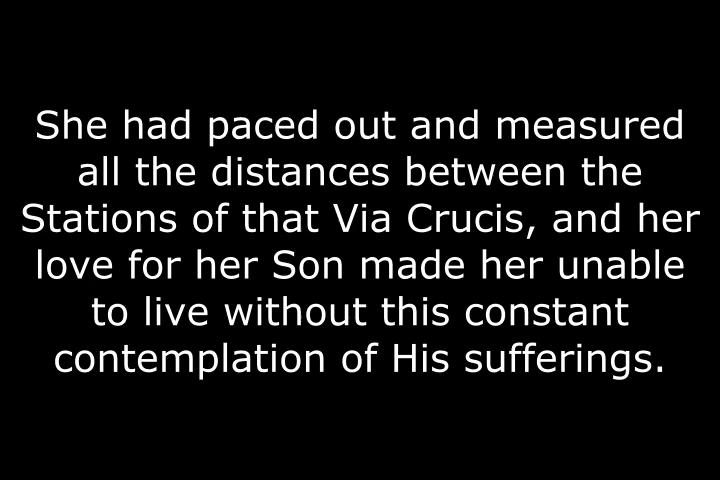 She had paced out and measured
all the distances between the
Stations of that Via Crucis, and her
love for her Son made her unable
to live without this constant
contemplation of His sufferings.